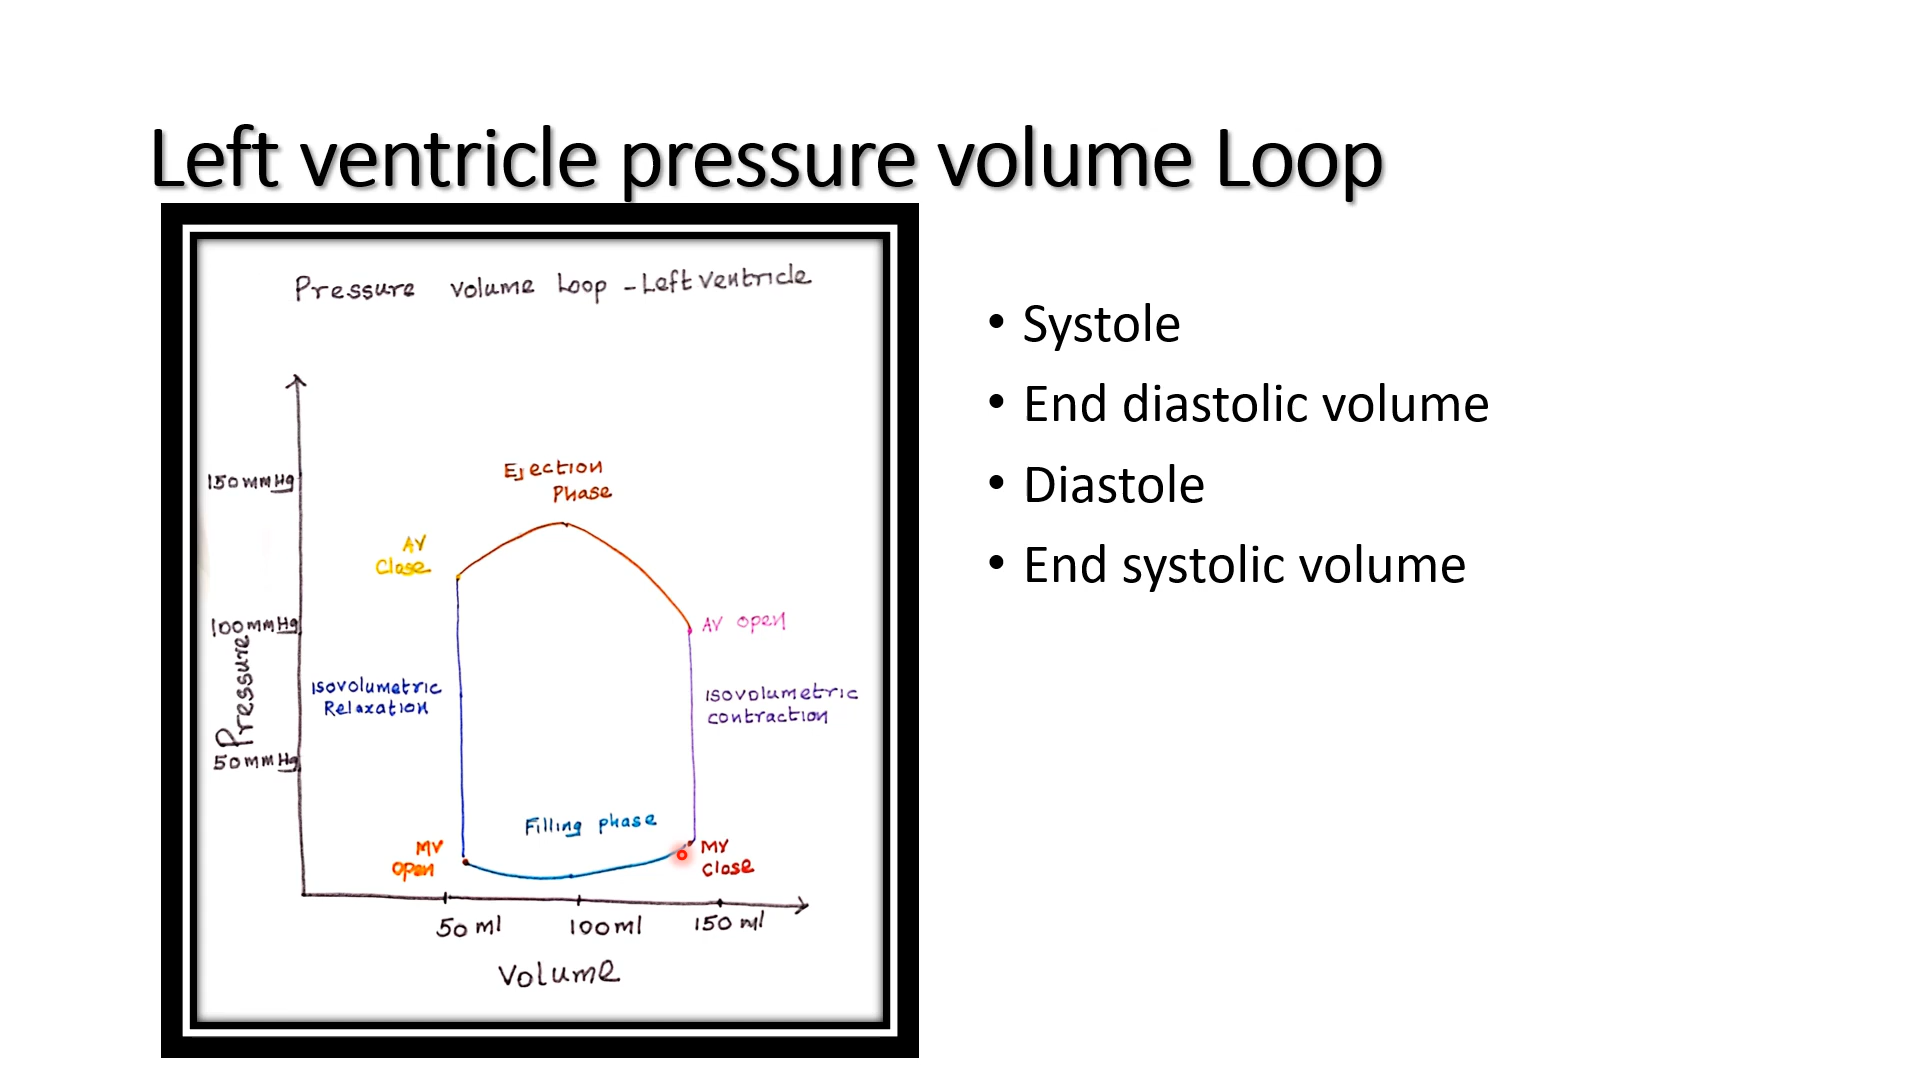 Left ventricle pressure volume Loop
Pressure volume Loop - Left ventricle
150 mmHg
100 mmHg
50 mmHg
Pressure
Ejection
Phase
AV
Close
AV open
Isovolumetric
Relaxation
Isovolumetric
contraction
Filling phase
MV
open
MV
Close
50 ml
100 ml
150 ml
Volume
• Systole
• End diastolic volume
• Diastole
• End systolic volume